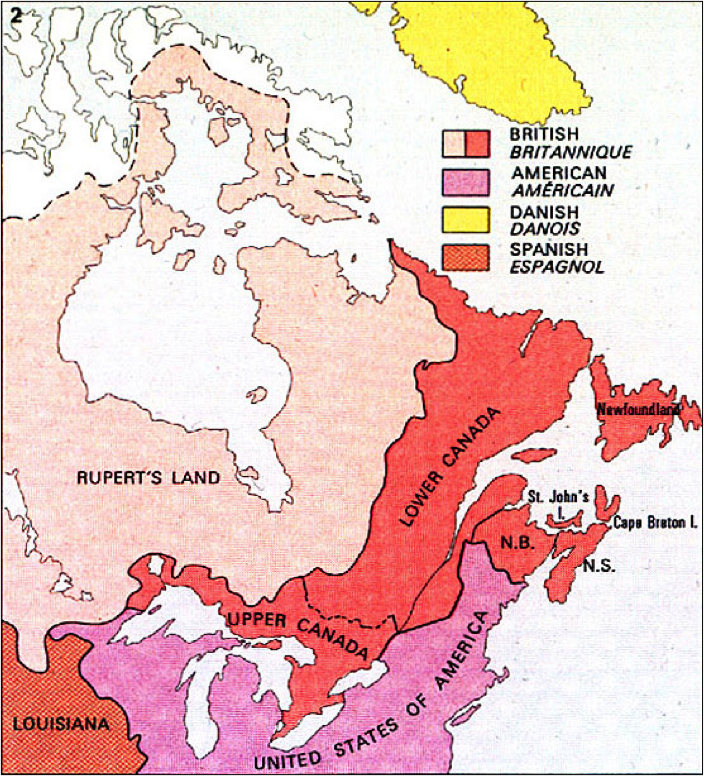 2
BRITISH
BRITANNIQUE
AMERICAN
AMÉRICAIN
DANISH
DANOIS
SPANISH
ESPAGNOL
Newfoundland
LOWER CANADA
RUPERT'S LAND
St. John's
I.
Cape Breton I.
N.B.
N.S.
UPPER CANADA
LOUISIANA
UNITED STATES OF AMERICA